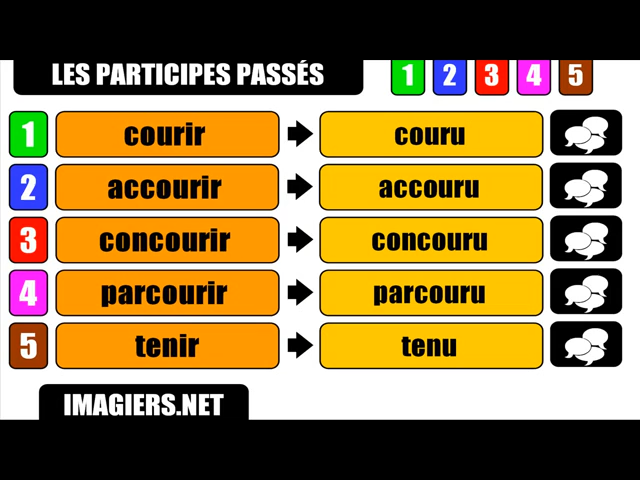 LES PARTICIPES PASSÉS 1 2 3 4 5
1 courir couru
2 accourir accouru
3 concourir concouru
4 parcourir parcouru
5 tenir tenu
IMAGIERS.NET